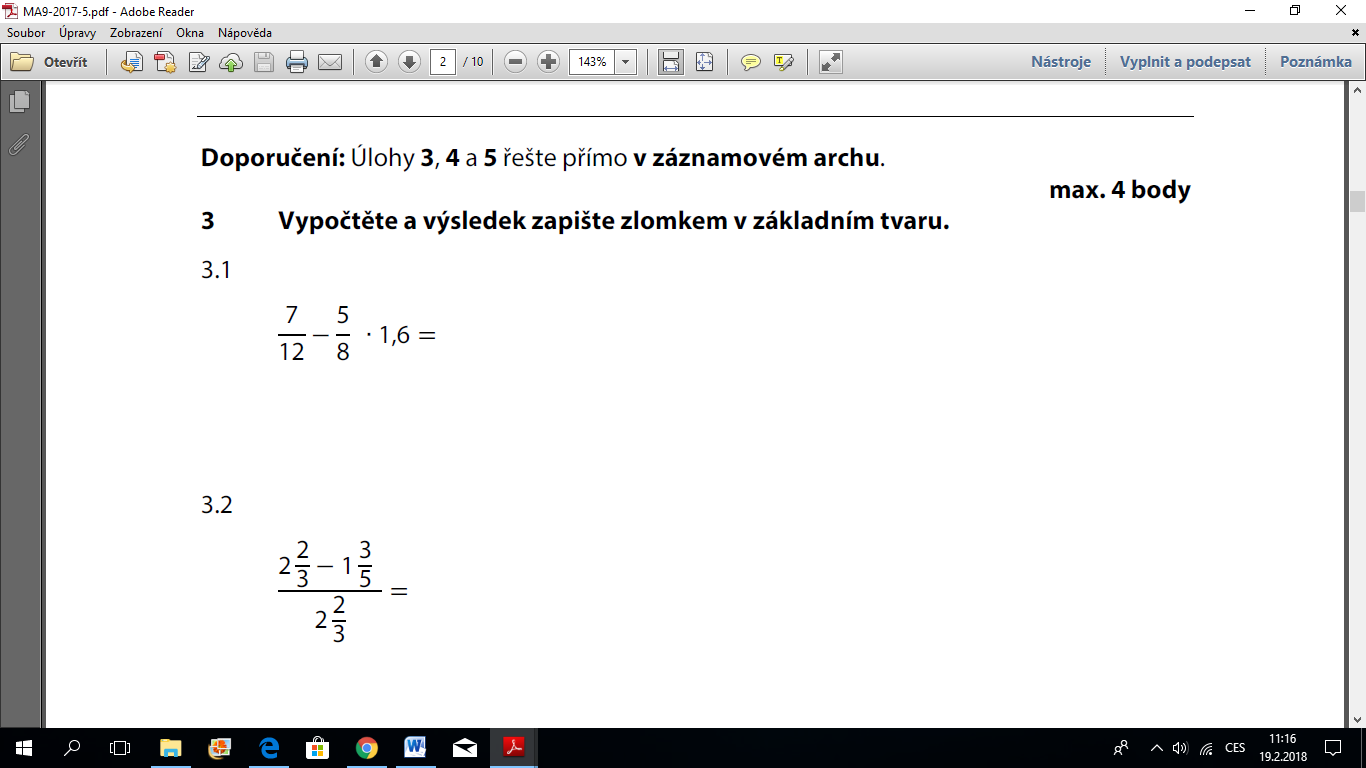 MA9-2017-5.pdf - Adobe Reader
Soubor Úpravy Zobrazení Okna Nápověda
Otevřít 2 / 10 143% Nástroje Vyplnit a podepsat Poznámka
Doporučení: Úlohy 3, 4 a 5 řešte přímo v záznamovém archu.
max. 4 body
3 Vypočtěte a výsledek zapište zlomkem v základním tvaru.
3.1
7/12 − 5/8 · 1,6 =
3.2
(2 2/3 − 1 3/5) / (2 2/3) =
CES
11:16
19.2.2018